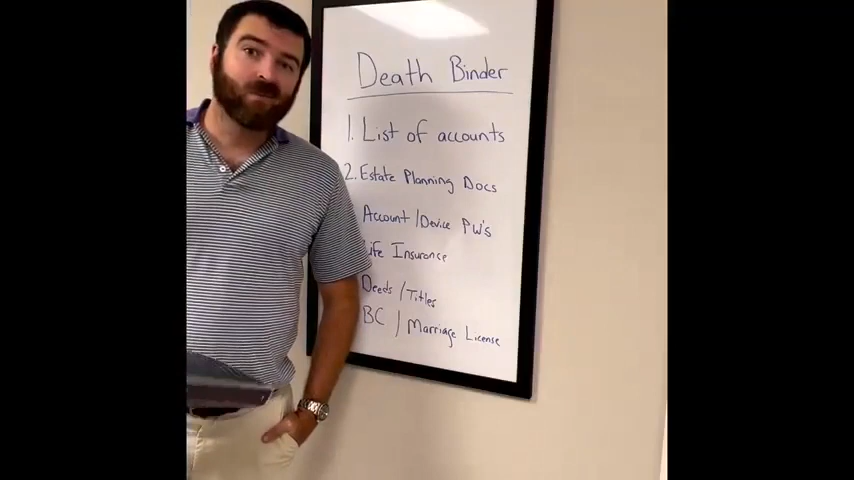 Death Binder
1. List of accounts
2. Estate Planning Docs
Account/Device PW's
Life Insurance
Deeds/Titles
BC / Marriage License